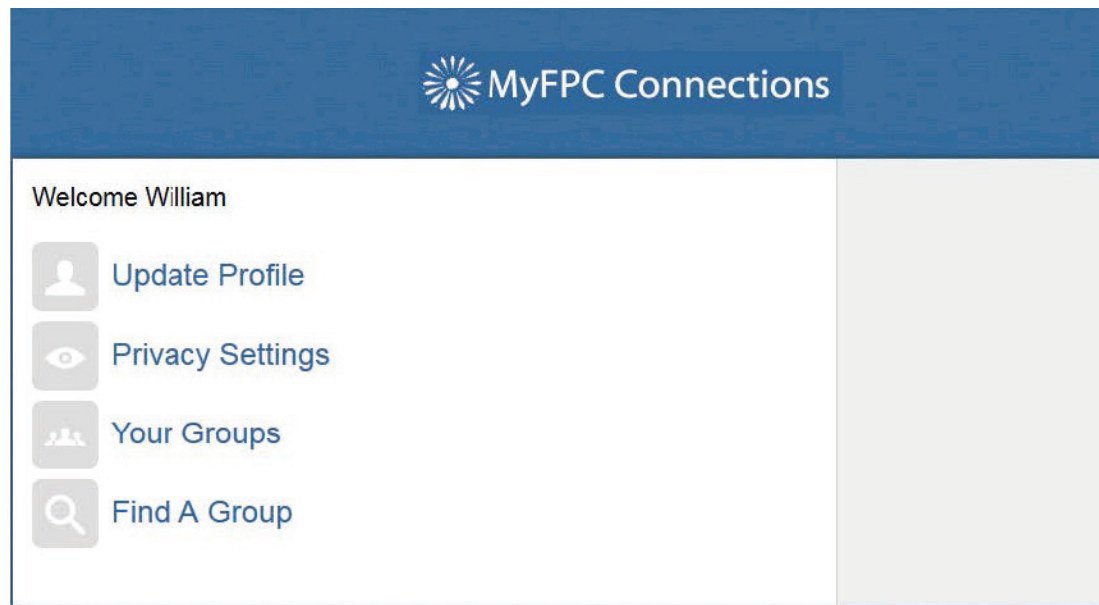 MyFPC Connections
Welcome William
Update Profile
Privacy Settings
Your Groups
Find A Group